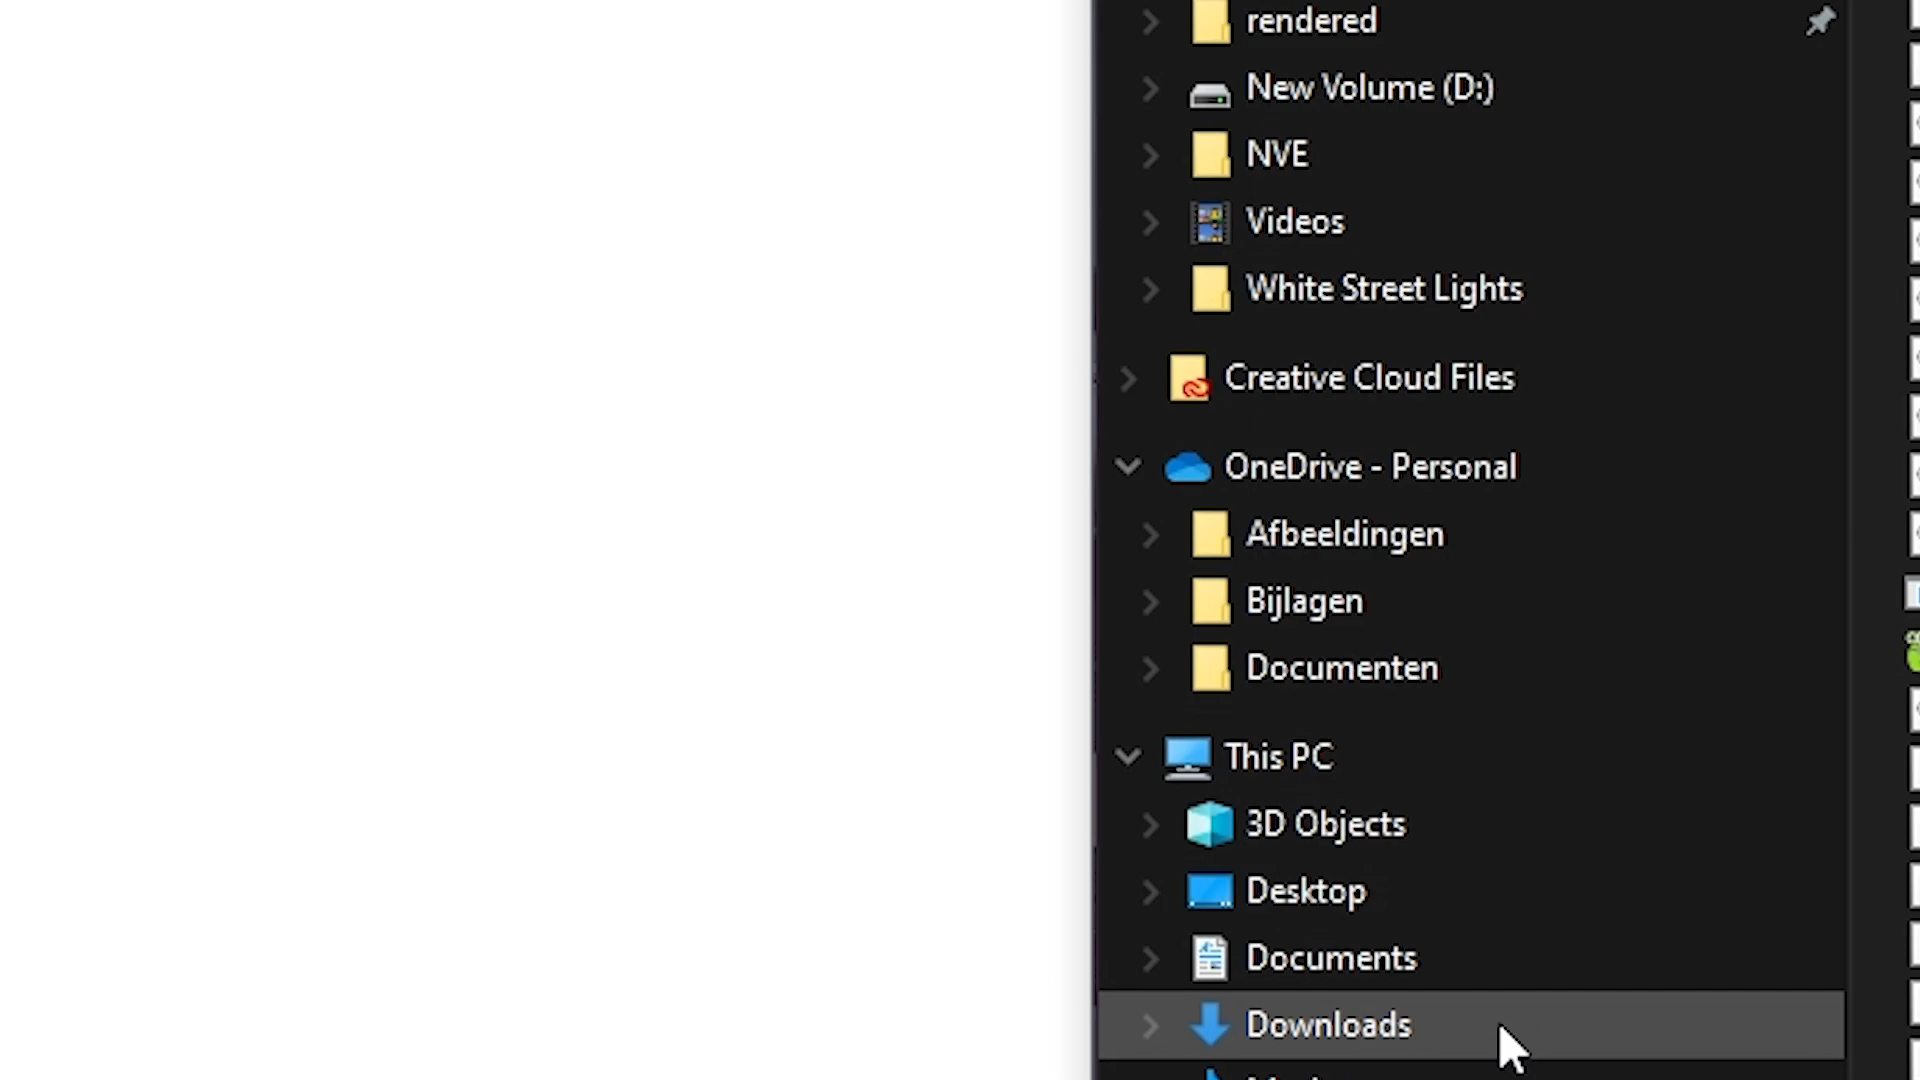 rendered
New Volume (D:)
NVE
Videos
White Street Lights
Creative Cloud Files
OneDrive - Personal
Afbeeldingen
Bijlagen
Documenten
This PC
3D Objects
Desktop
Documents
Downloads